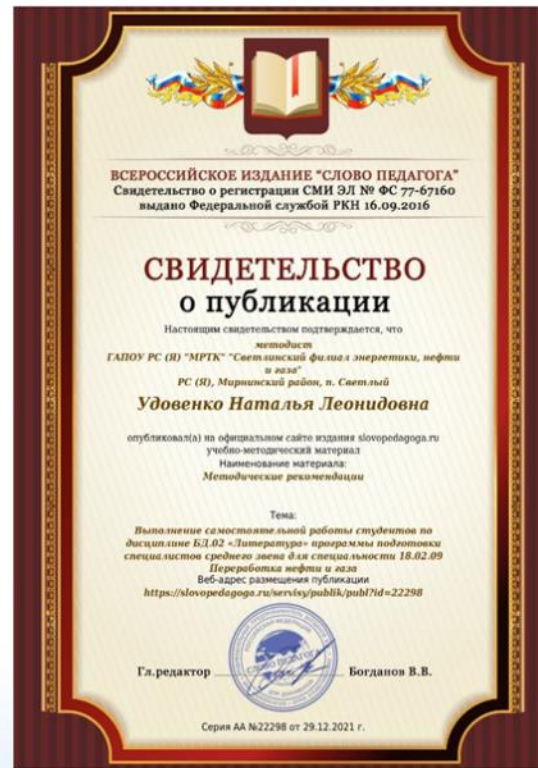 ВСЕРОССИЙСКОЕ ИЗДАНИЕ "СЛОВО ПЕДАГОГА"
Свидетельство о регистрации СМИ ЭЛ № ФС 77-67160
выдано Федеральной службой РКН 16.09.2016
СВИДЕТЕЛЬСТВО
о публикации
Настоящим свидетельством подтверждается, что
методист
ГАПОУ РС (Я) "МРТК" "Светлинский филиал энергетики, нефти
и газа"
РС (Я), Мирнинский район, п. Светлый
Удовенко Наталья Леонидовна
опубликовал(а) на официальном сайте издания slovopedagoga.ru
учебно-методический материал
Наименование материала:
Методические рекомендации
Тема:
Выполнение самостоятельной работы студентов по
дисциплине БД.02 «Литература» программы подготовки
специалистов среднего звена для специальности 18.02.09
Переработка нефти и газа
Веб-адрес размещения публикации
https://slovopedagoga.ru/servisy/publik/publ?id=22298
СЛОВО ПЕДАГОГА
Гл.редактор Богданов В.В.
Серия АА №22298 от 29.12.2021 г.